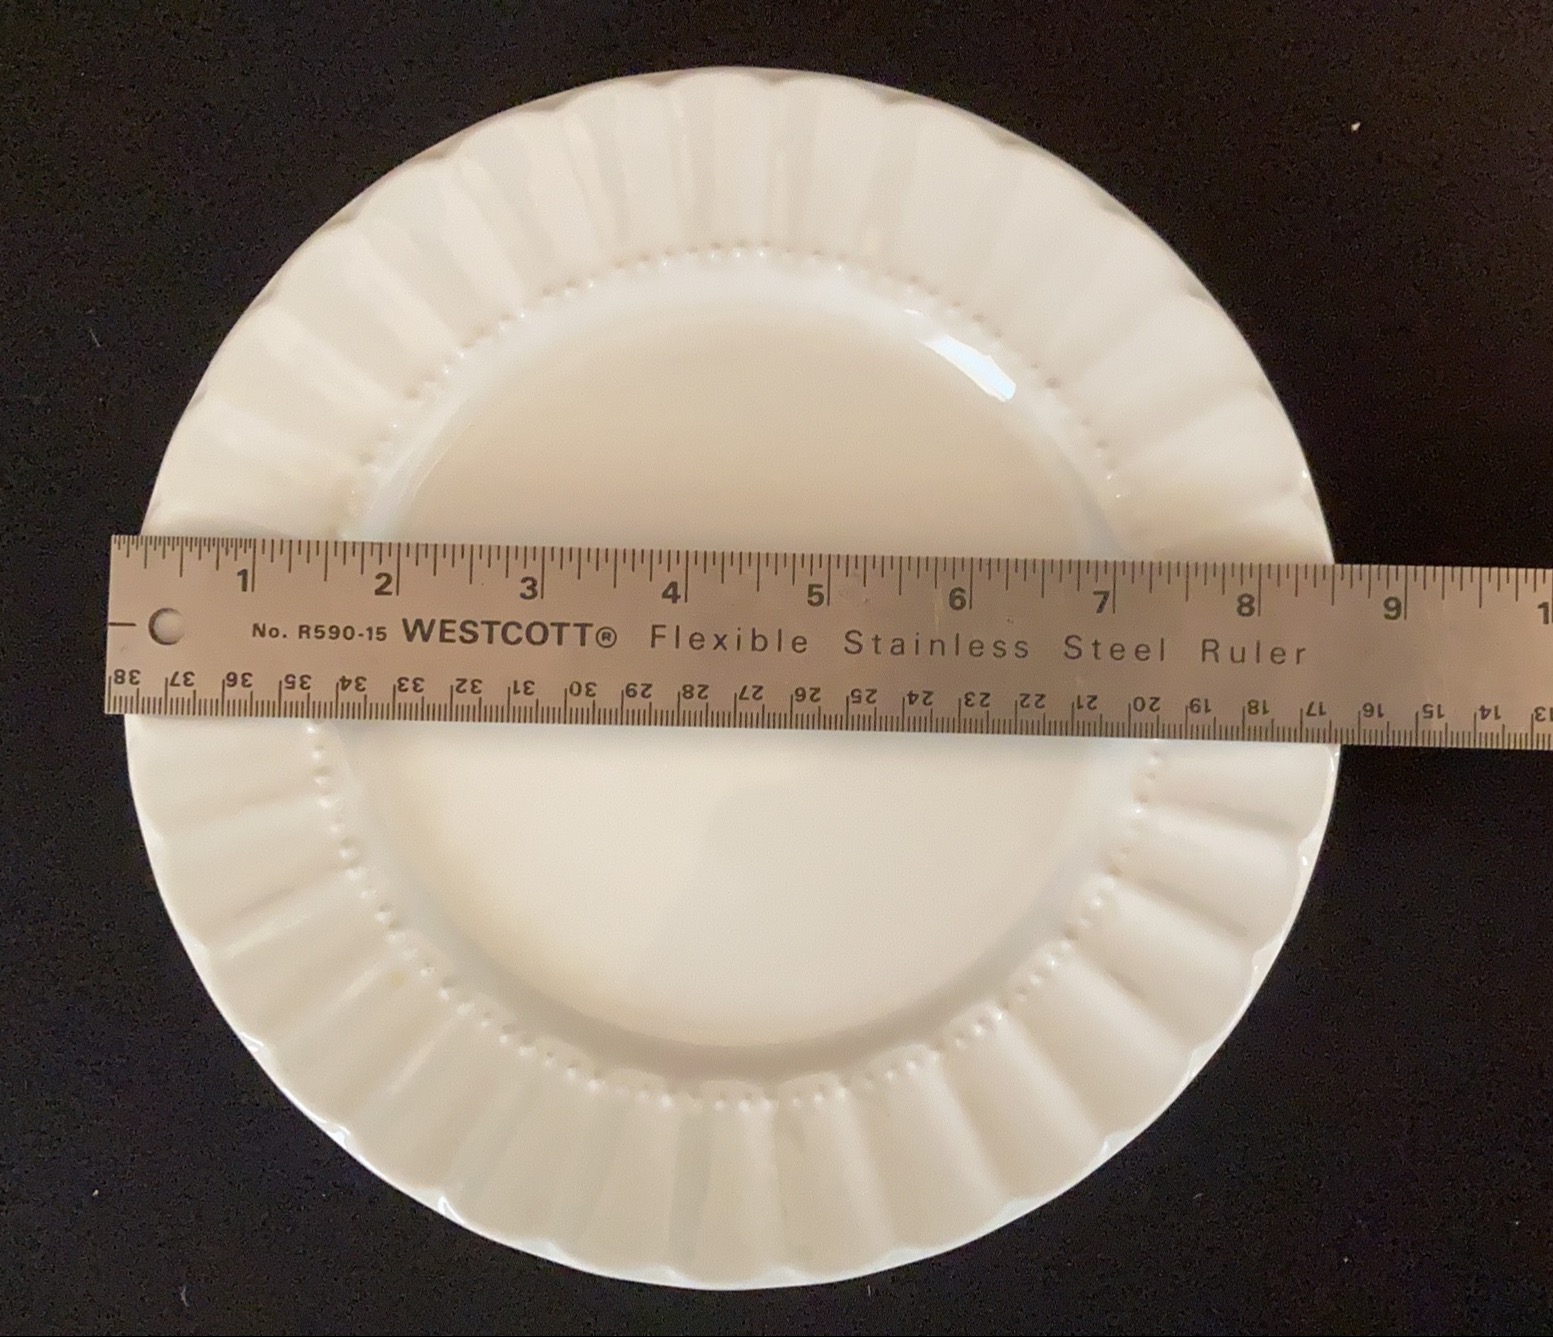 1 2 3 4 5 6 7 8 9 1
No. R590-15 WESTCOTT® Flexible Stainless Steel Ruler
38 37 36 35 34 33 32 31 30 29 28 27 26 25 24 23 22 21 20 19 18 17 16 15 14 13